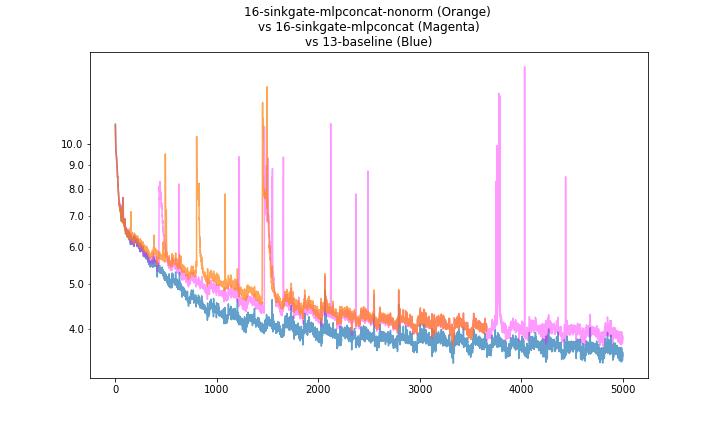 16-sinkgate-mlpconcat-nonorm (Orange)
vs 16-sinkgate-mlpconcat (Magenta)
vs 13-baseline (Blue)
10.0
9.0
8.0
7.0
6.0
5.0
4.0
0 1000 2000 3000 4000 5000